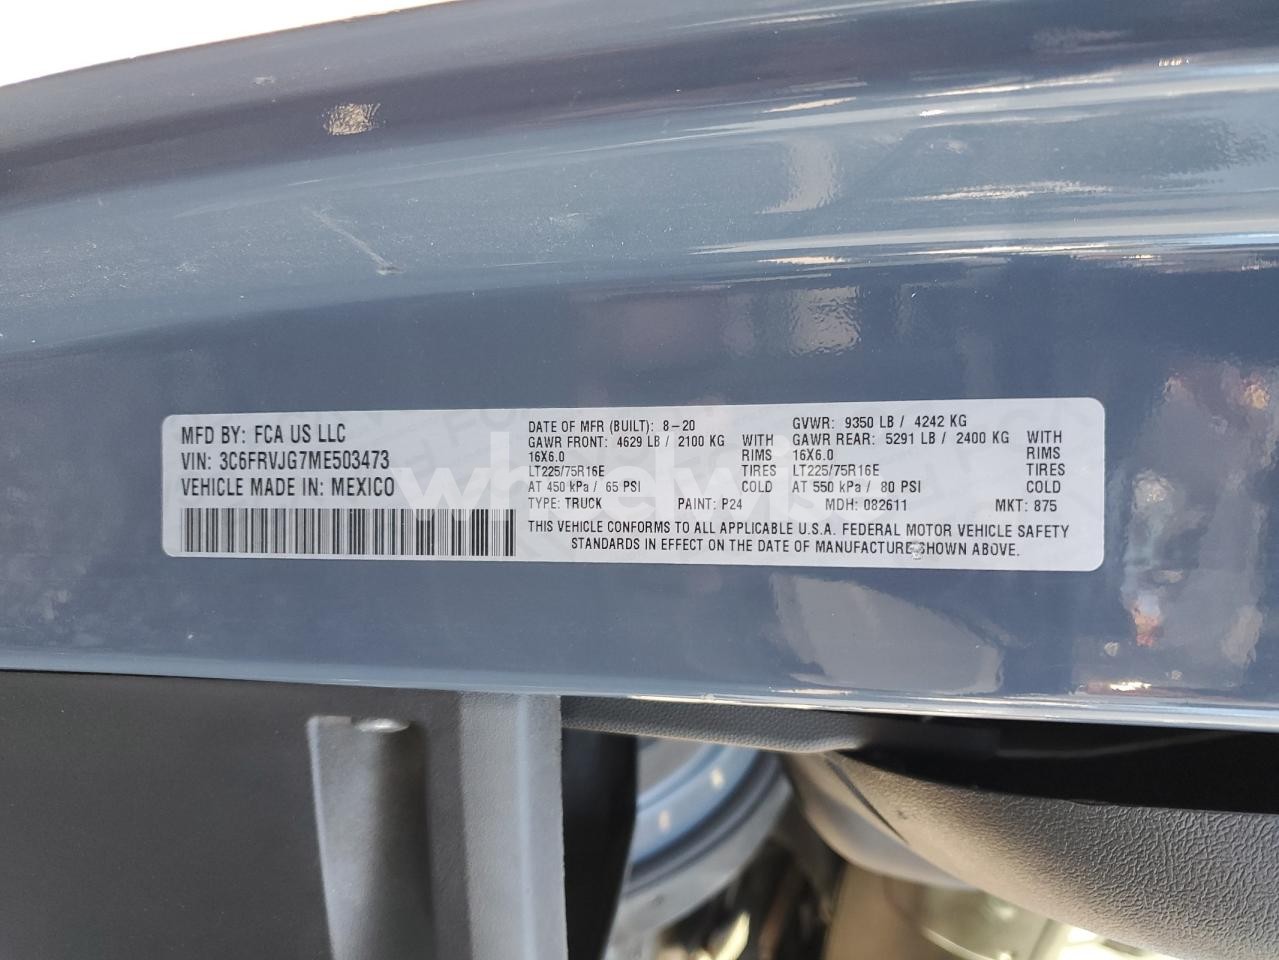 MFD BY: FCA US LLC
VIN: 3C6FRVJG7ME503473
VEHICLE MADE IN: MEXICO
DATE OF MFR (BUILT): 8-20
GAWR FRONT: 4629 LB / 2100 KG WITH
16X6.0 RIMS
LT225/75R16E TIRES
AT 450 kPa / 65 PSI COLD
GVWR: 9350 LB / 4242 KG
GAWR REAR: 5291 LB / 2400 KG WITH
16X6.0 RIMS
LT225/75R16E TIRES
AT 550 kPa / 80 PSI COLD
TYPE: TRUCK PAINT: P24 MDH: 082611 MKT: 875
THIS VEHICLE CONFORMS TO ALL APPLICABLE U.S.A. FEDERAL MOTOR VEHICLE SAFETY
STANDARDS IN EFFECT ON THE DATE OF MANUFACTURE SHOWN ABOVE.